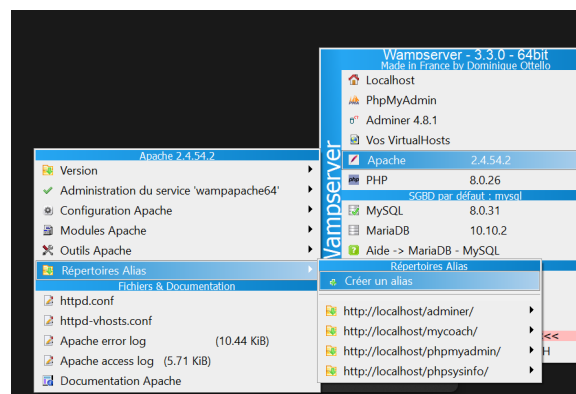 Wampserver - 3.3.0 - 64bit
Made in France by Dominique Ottello
Wampserver
Localhost
PhpMyAdmin
Adminer 4.8.1
Vos VirtualHosts
Apache 2.4.54.2
PHP 8.0.26
SGBD par défaut : mysql
MySQL 8.0.31
MariaDB 10.10.2
Aide -> MariaDB - MySQL
Apache 2.4.54.2
Version
Administration du service 'wampapache64'
Configuration Apache
Modules Apache
Outils Apache
Répertoires Alias
Fichiers & Documentation
httpd.conf
httpd-vhosts.conf
Apache error log (10.44 KiB)
Apache access log (5.71 KiB)
Documentation Apache
Répertoires Alias
Créer un alias
http://localhost/adminer/
http://localhost/mycoach/
http://localhost/phpmyadmin/
http://localhost/phpsysinfo/
<<
H